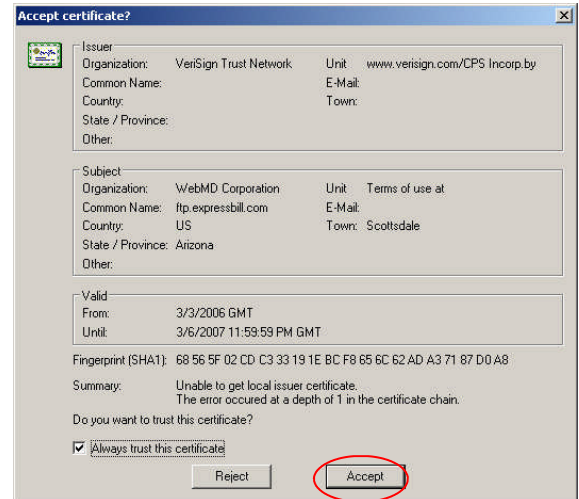 Accept certificate?
Issuer
Organization: VeriSign Trust Network Unit www.verisign.com/CPS Incorp.by
Common Name: E-Mail:
Country: Town:
State / Province:
Other:
Subject
Organization: WebMD Corporation Unit Terms of use at
Common Name: ftp.expressbill.com E-Mail:
Country: US Town: Scottsdale
State / Province: Arizona
Other:
Valid
From: 3/3/2006 GMT
Until: 3/6/2007 11:59:59 PM GMT
Fingerprint (SHA1): 68 56 5F 02 CD C3 33 19 1E BC F8 65 6C 62 AD A3 71 87 D0 A8
Summary: Unable to get local issuer certificate.
The error occured at a depth of 1 in the certificate chain.
Do you want to trust this certificate?
Always trust this certificate
Reject Accept